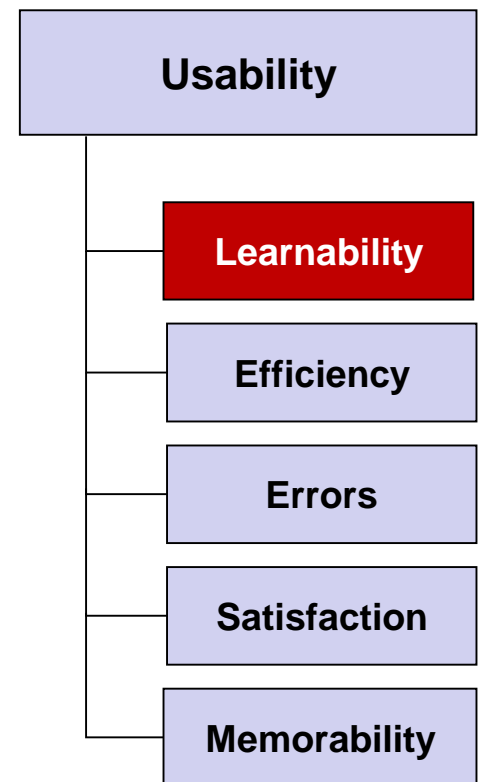 Usability
Learnability
Efficiency
Errors
Satisfaction
Memorability